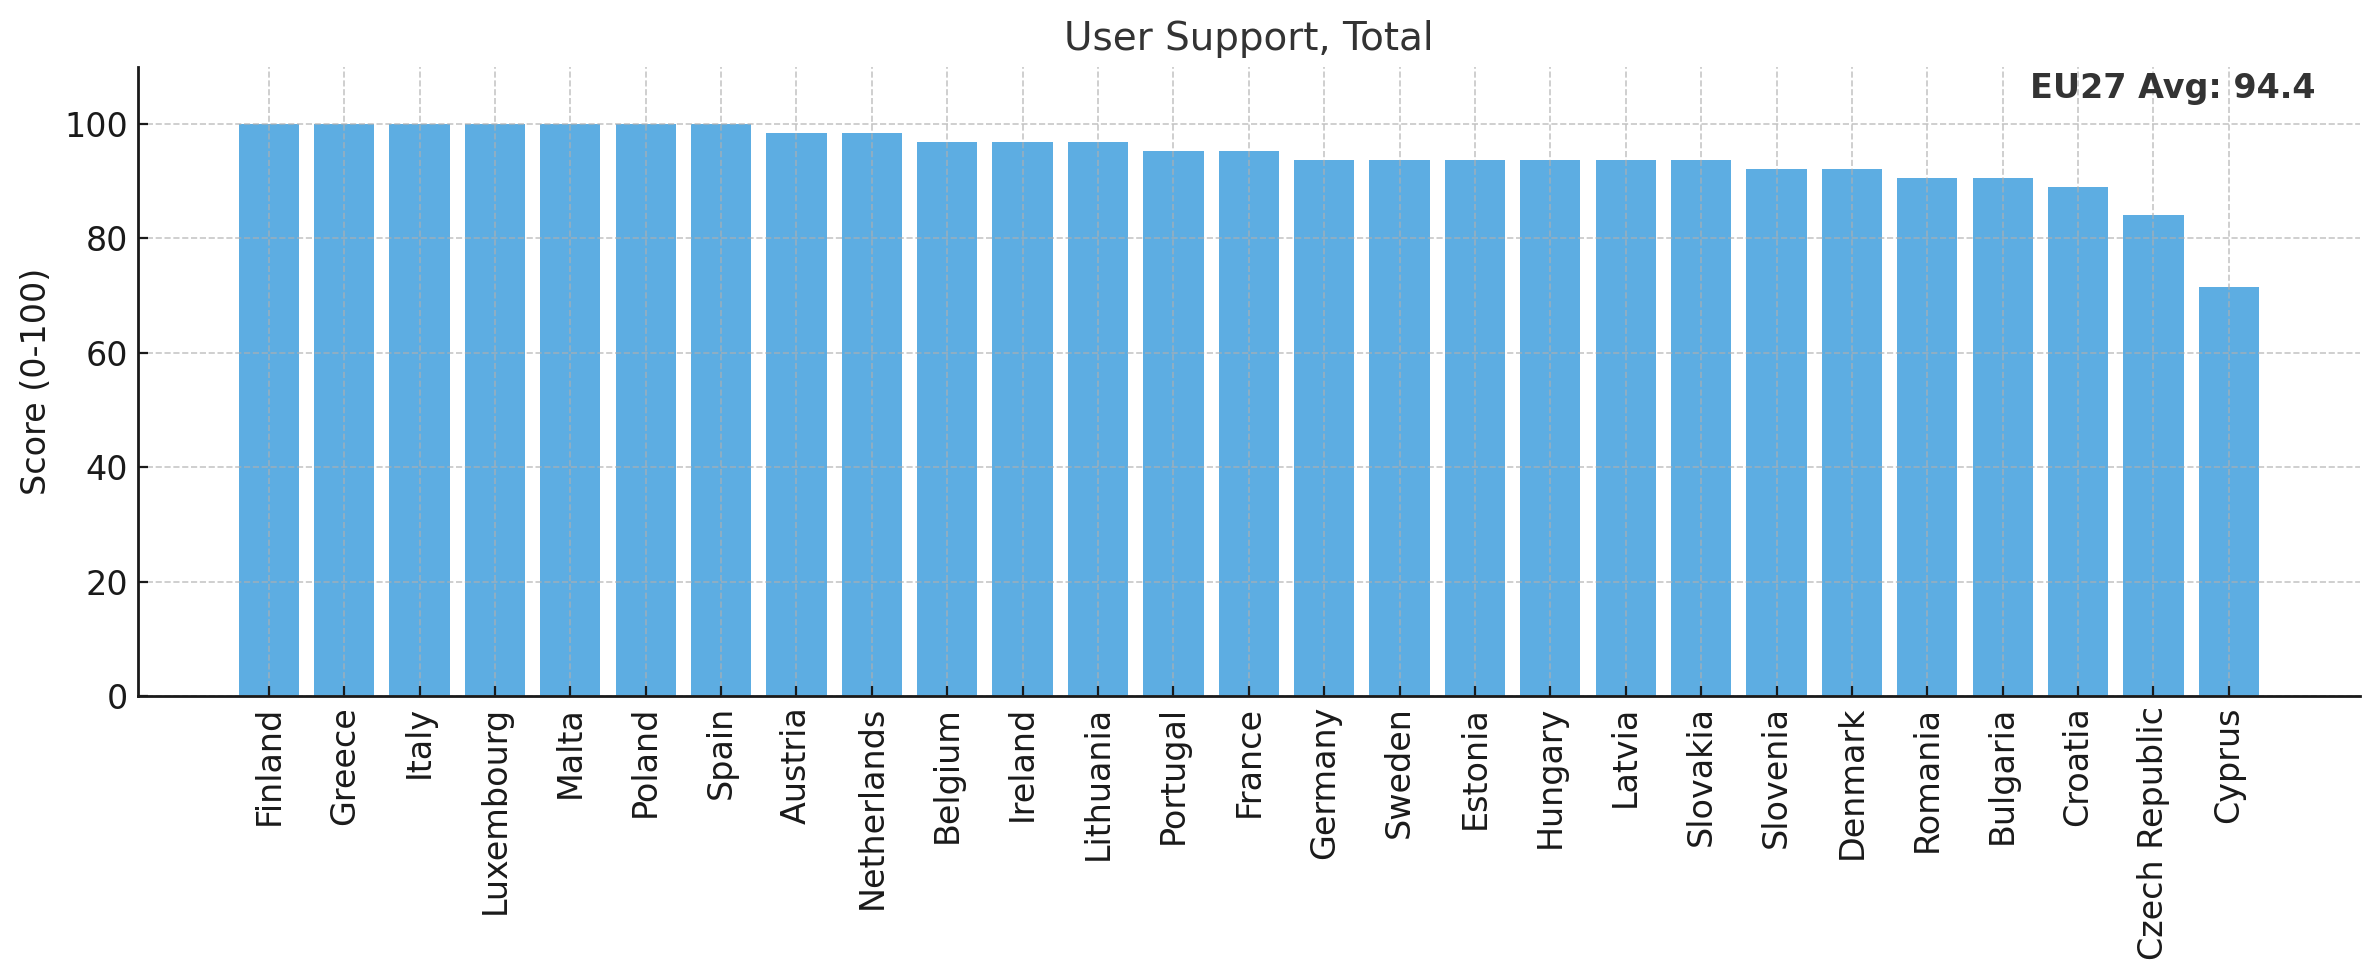 User Support, Total
EU27 Avg: 94.4
Score (0-100)
100
80
60
40
20
0
Finland
Greece
Italy
Luxembourg
Malta
Poland
Spain
Austria
Netherlands
Belgium
Ireland
Lithuania
Portugal
France
Germany
Sweden
Estonia
Hungary
Latvia
Slovakia
Slovenia
Denmark
Romania
Bulgaria
Croatia
Czech Republic
Cyprus